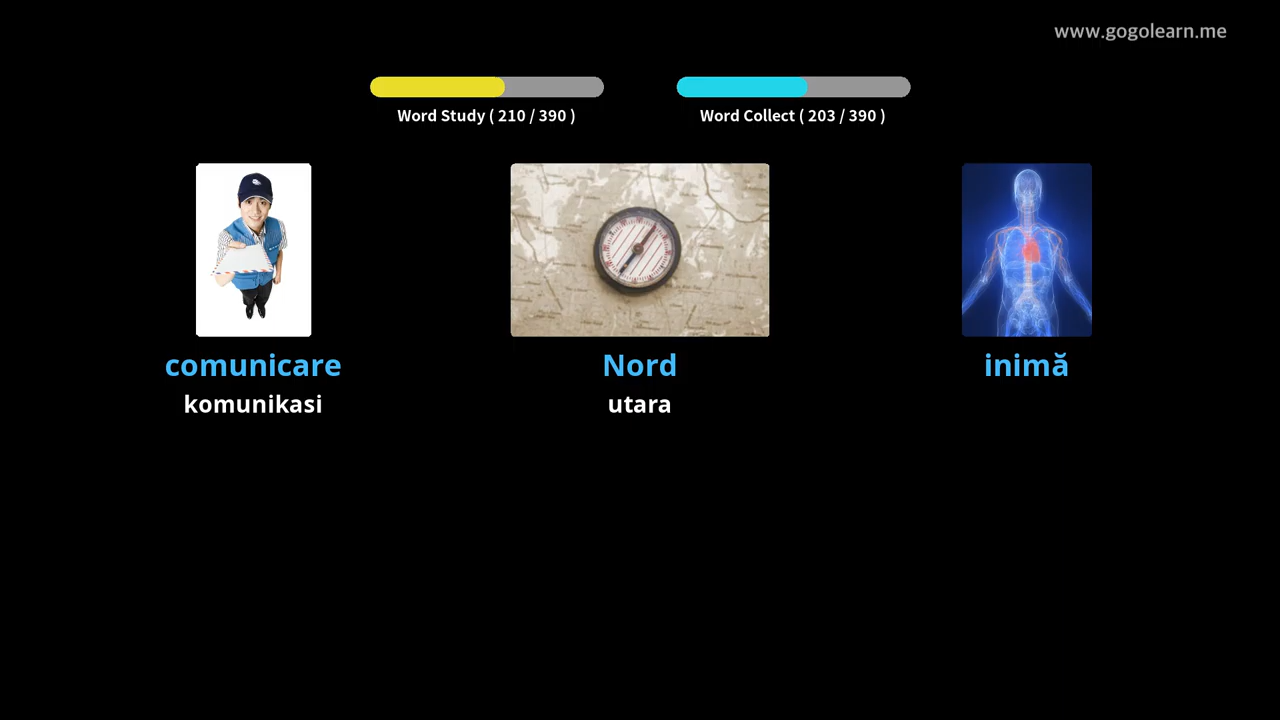 www.gogolearn.me
Word Study ( 210 / 390 )
Word Collect ( 203 / 390 )
comunicare
komunikasi
Nord
utara
inimă